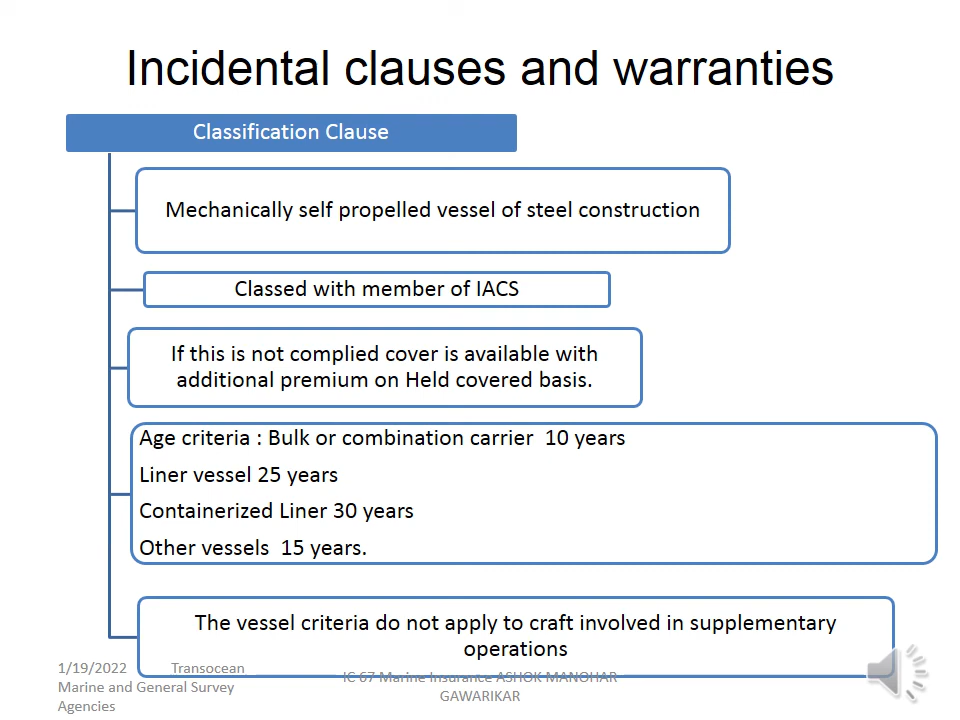 Incidental clauses and warranties
Classification Clause
Mechanically self propelled vessel of steel construction
Classed with member of IACS
If this is not complied cover is available with
additional premium on Held covered basis.
Age criteria : Bulk or combination carrier 10 years
Liner vessel 25 years
Containerized Liner 30 years
Other vessels 15 years.
The vessel criteria do not apply to craft involved in supplementary
operations
1/19/2022 Transocean
Marine and General Survey
Agencies
IC 67 Marine Insurance ASHOK MANOHAR
GAWARIKAR